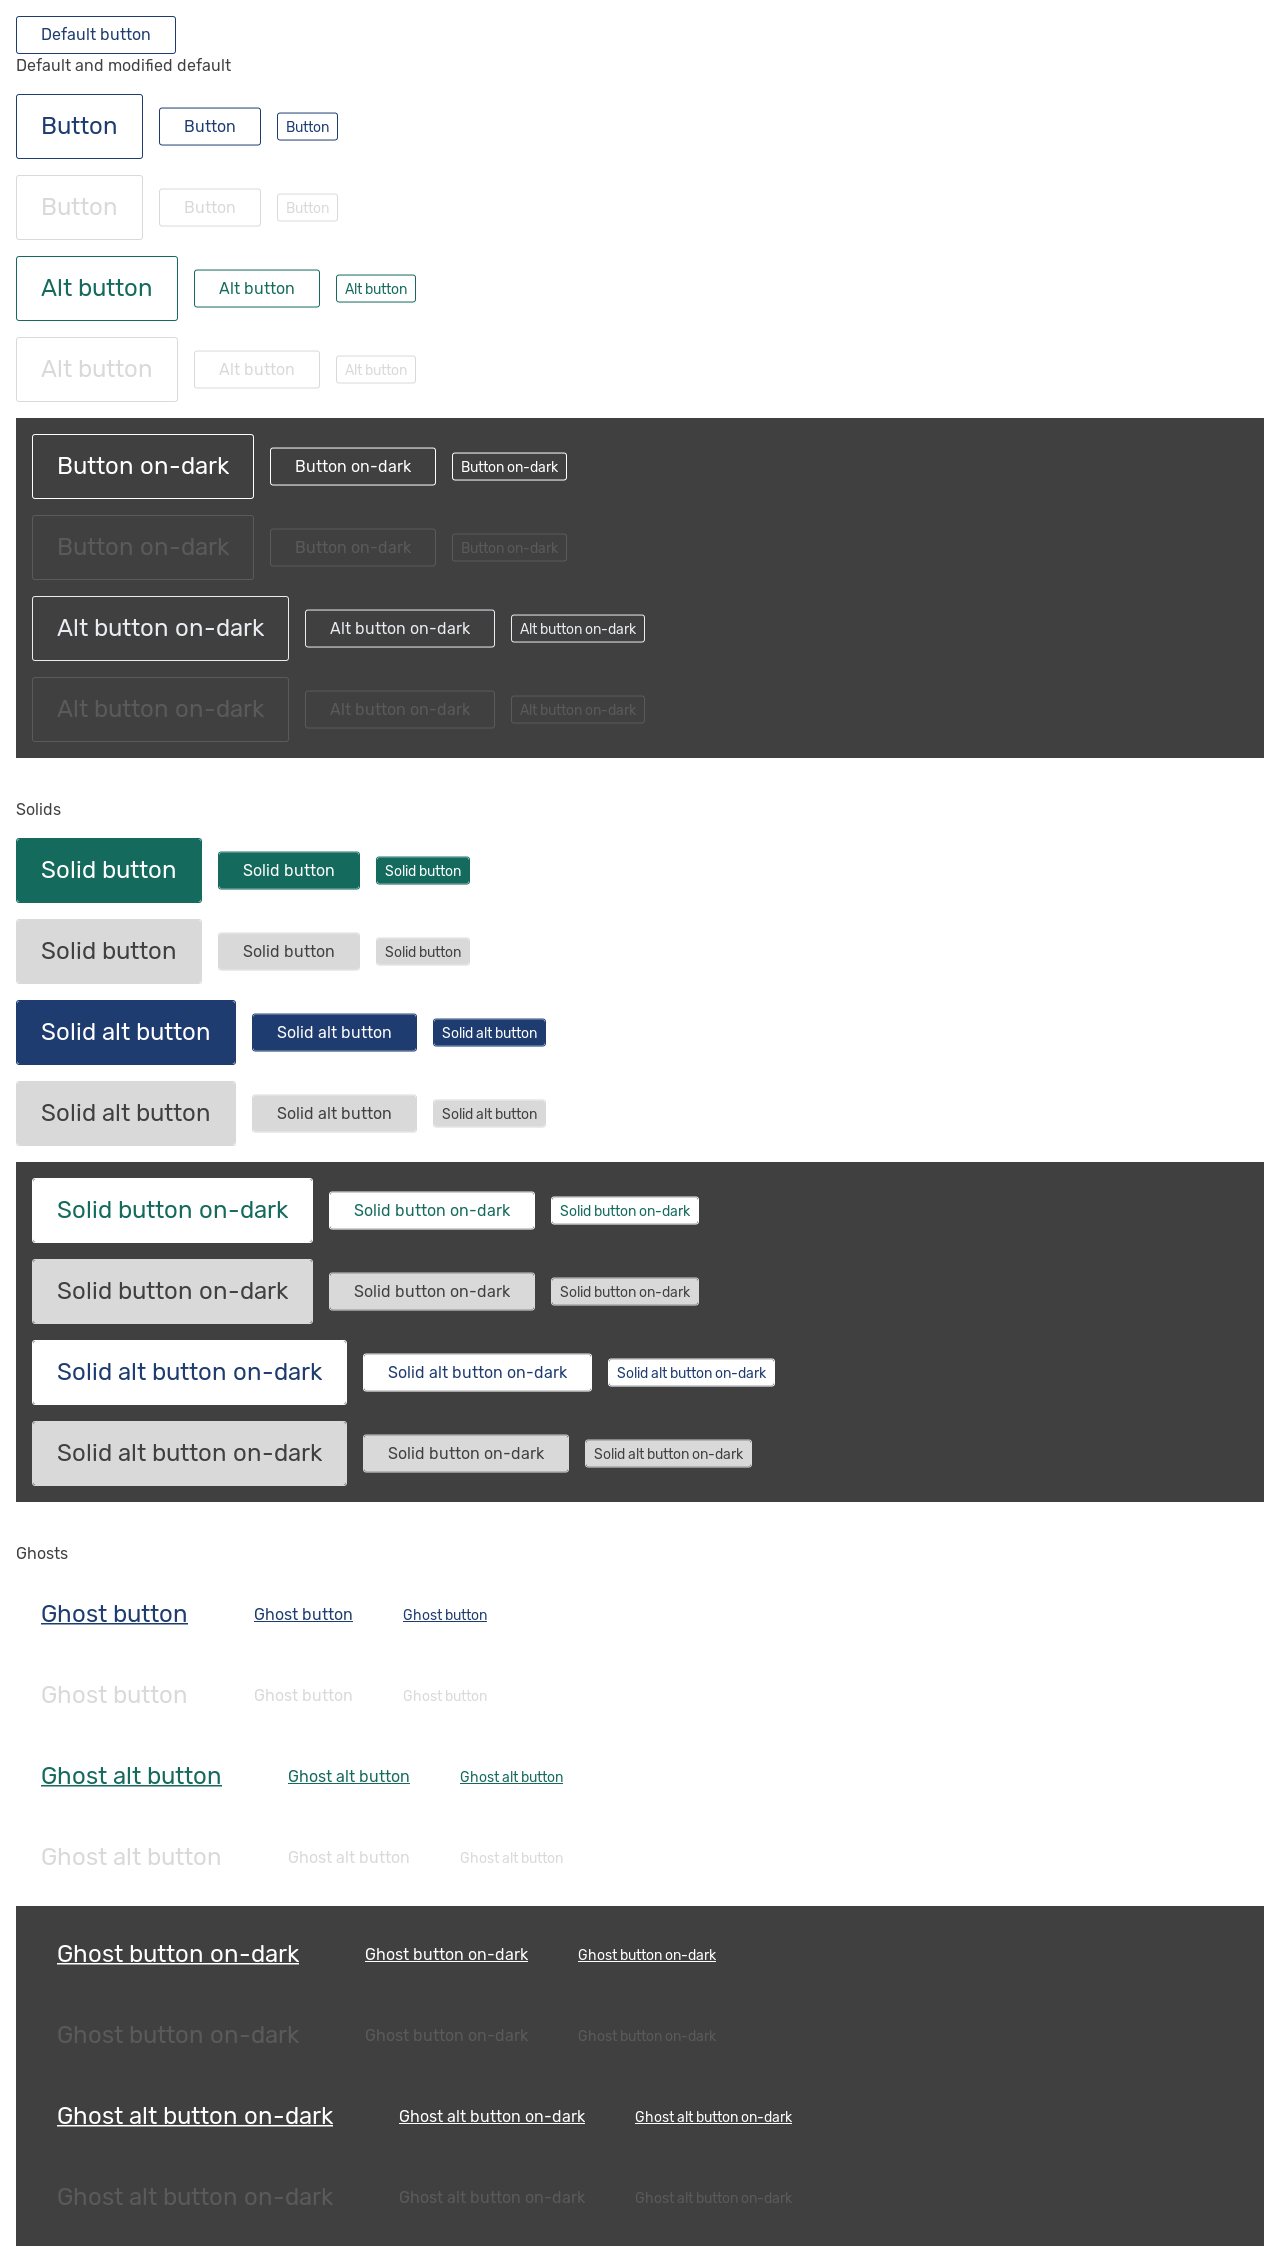 Default button
Default and modified default
Button Button Button
Button Button Button
Alt button Alt button Alt button
Alt button Alt button Alt button
Button on-dark Button on-dark Button on-dark
Button on-dark Button on-dark Button on-dark
Alt button on-dark Alt button on-dark Alt button on-dark
Alt button on-dark Alt button on-dark Alt button on-dark
Solids
Solid button Solid button Solid button
Solid button Solid button Solid button
Solid alt button Solid alt button Solid alt button
Solid alt button Solid alt button Solid alt button
Solid button on-dark Solid button on-dark Solid button on-dark
Solid button on-dark Solid button on-dark Solid button on-dark
Solid alt button on-dark Solid alt button on-dark Solid alt button on-dark
Solid alt button on-dark Solid button on-dark Solid alt button on-dark
Ghosts
Ghost button Ghost button Ghost button
Ghost button Ghost button Ghost button
Ghost alt button Ghost alt button Ghost alt button
Ghost alt button Ghost alt button Ghost alt button
Ghost button on-dark Ghost button on-dark Ghost button on-dark
Ghost button on-dark Ghost button on-dark Ghost button on-dark
Ghost alt button on-dark Ghost alt button on-dark Ghost alt button on-dark
Ghost alt button on-dark Ghost alt button on-dark Ghost alt button on-dark